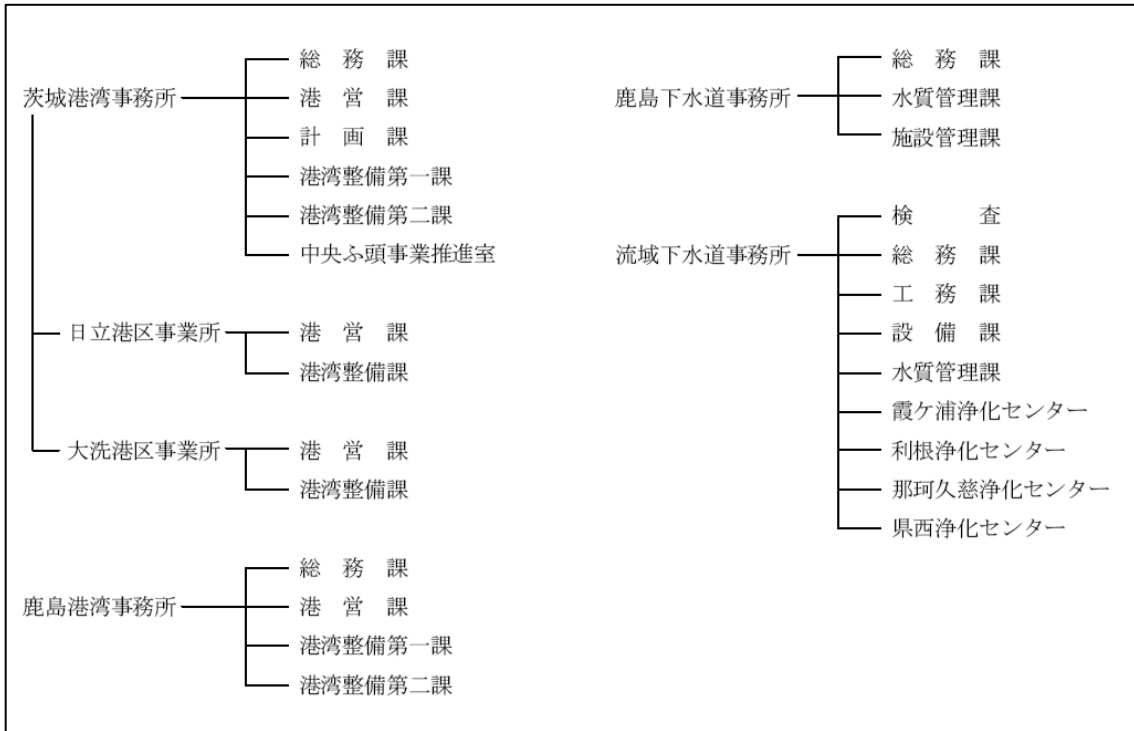 総務課
茨城港湾事務所
港営課
計画課
港湾整備第一課
港湾整備第二課
中央ふ頭事業推進室
日立港区事業所
港営課
港湾整備課
大洗港区事業所
港営課
港湾整備課
総務課
鹿島港湾事務所
港営課
港湾整備第一課
港湾整備第二課
総務課
鹿島下水道事務所
水質管理課
施設管理課
検査
流域下水道事務所
総務課
工務課
設備課
水質管理課
霞ケ浦浄化センター
利根浄化センター
那珂久慈浄化センター
県西浄化センター